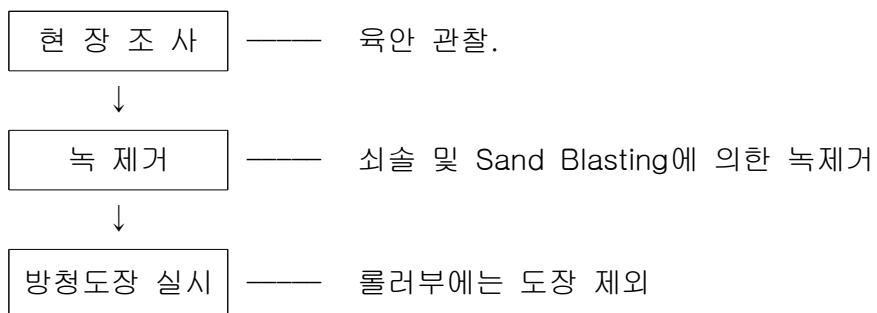 현 장 조 사 ――― 육안 관찰.
↓
녹 제거 ――― 쇠솔 및 Sand Blasting에 의한 녹제거
↓
방청도장 실시 ――― 롤러부에는 도장 제외